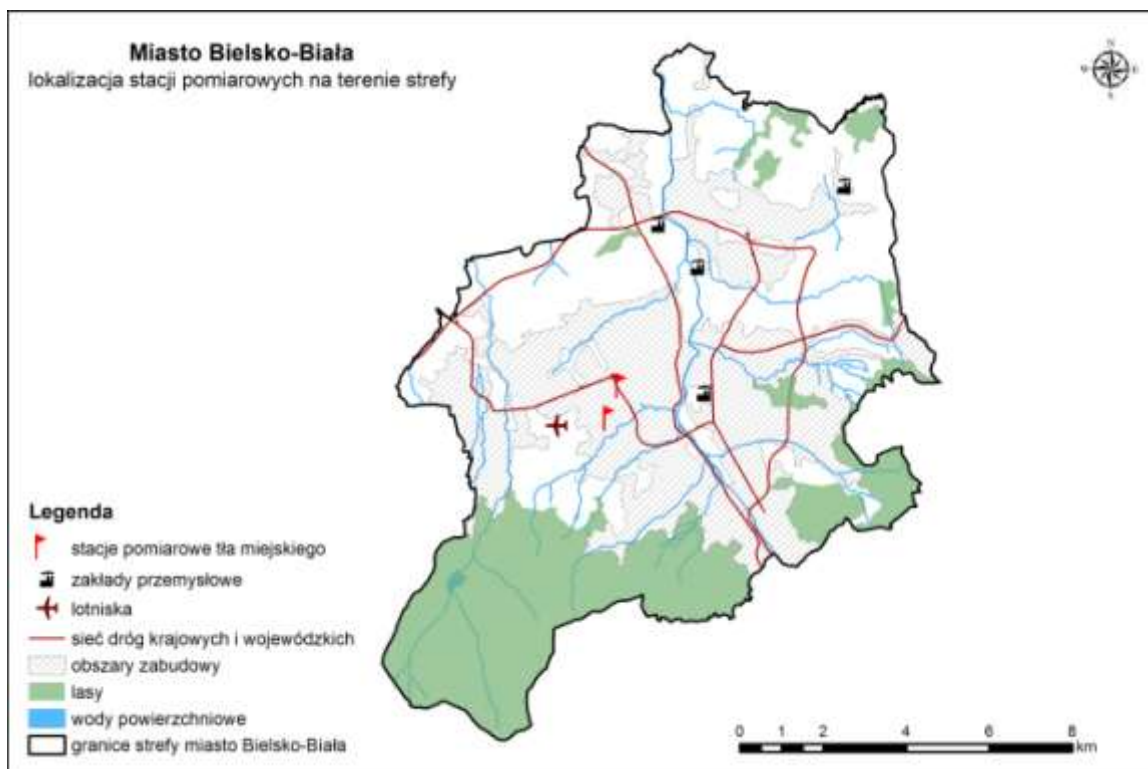 Miasto Bielsko-Biała
lokalizacja stacji pomiarowych na terenie strefy
N
W
E
S
Legenda
stacje pomiarowe tła miejskiego
zakłady przemysłowe
lotniska
sieć dróg krajowych i wojewódzkich
obszary zabudowy
lasy
wody powierzchniowe
granice strefy miasto Bielsko-Biała
0 1 2 4 6 8
km